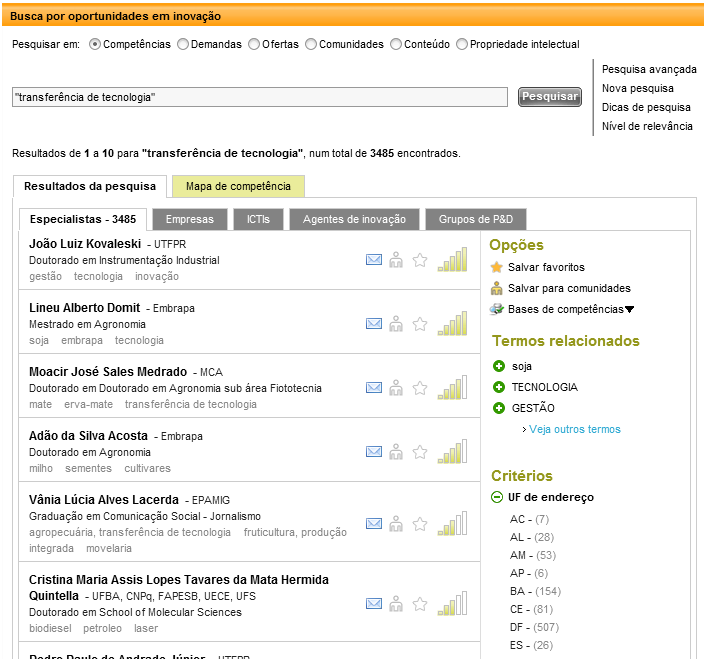 Busca por oportunidades em inovação
Pesquisar em: Competências Demandas Ofertas Comunidades Conteúdo Propriedade intelectual
"transferência de tecnologia"
Pesquisar
Pesquisa avançada
Nova pesquisa
Dicas de pesquisa
Nível de relevância
Resultados de 1 a 10 para "transferência de tecnologia", num total de 3485 encontrados.
Resultados da pesquisa Mapa de competência
Especialistas - 3485 Empresas ICTIs Agentes de inovação Grupos de P&D
João Luiz Kovaleski - UTFPR
Doutorado em Instrumentação Industrial
gestão tecnologia inovação
Lineu Alberto Domit - Embrapa
Mestrado em Agronomia
soja embrapa tecnologia
Moacir José Sales Medrado - MCA
Doutorado em Doutorado em Agronomia sub área Fiototecnia
mate erva-mate transferência de tecnologia
Adão da Silva Acosta - Embrapa
Doutorado em Agronomia
milho sementes cultivares
Vânia Lúcia Alves Lacerda - EPAMIG
Graduação em Comunicação Social - Jornalismo
agropecuária, transferência de tecnologia fruticultura, produção
integrada movelaria
Cristina Maria Assis Lopes Tavares da Mata Hermida
Quintella - UFBA, CNPq, FAPESB, UECE, UFS
Doutorado em School of Molecular Sciences
biodiesel petroleo laser
Pedro Paulo de Andrade Júnior - UTFPR
Opções
Salvar favoritos
Salvar para comunidades
Bases de competências
Termos relacionados
soja
TECNOLOGIA
GESTÃO
Veja outros termos
Critérios
UF de endereço
AC - (7)
AL - (28)
AM - (53)
AP - (6)
BA - (154)
CE - (81)
DF - (507)
ES - (26)